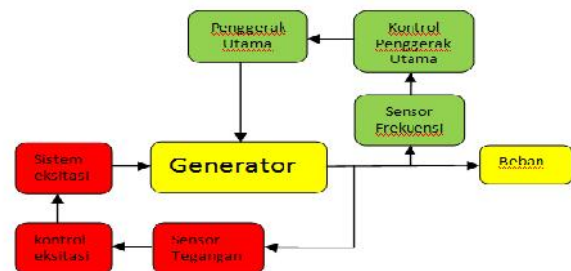 Penggerak
Utama
Kontrol
Penggerak
Utama
Sensor
Frekuensi
Sistem
eksitasi
Generator
Beban
kontrol
eksitasi
Sensor
Tegangan